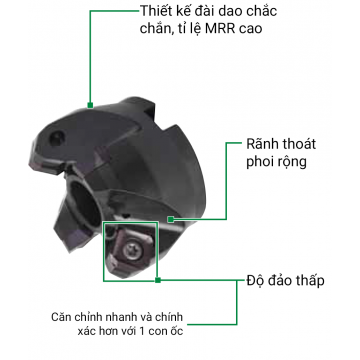 Thiết kế đài dao chắc
chắn, tỉ lệ MRR cao
Rãnh thoát
phoi rộng
Độ đảo thấp
Căn chỉnh nhanh và chính
xác hơn với 1 con ốc